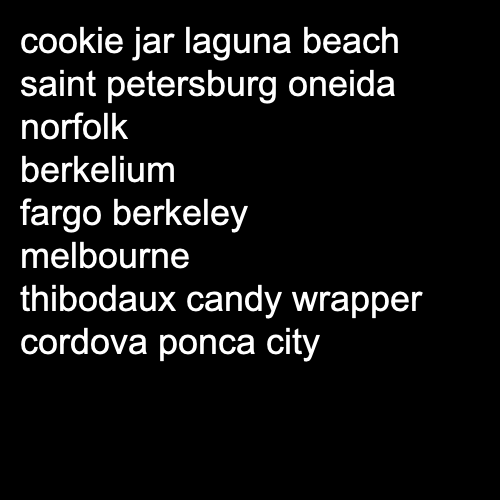 cookie jar laguna beach
saint petersburg oneida
norfolk
berkelium
fargo berkeley
melbourne
thibodaux candy wrapper
cordova ponca city